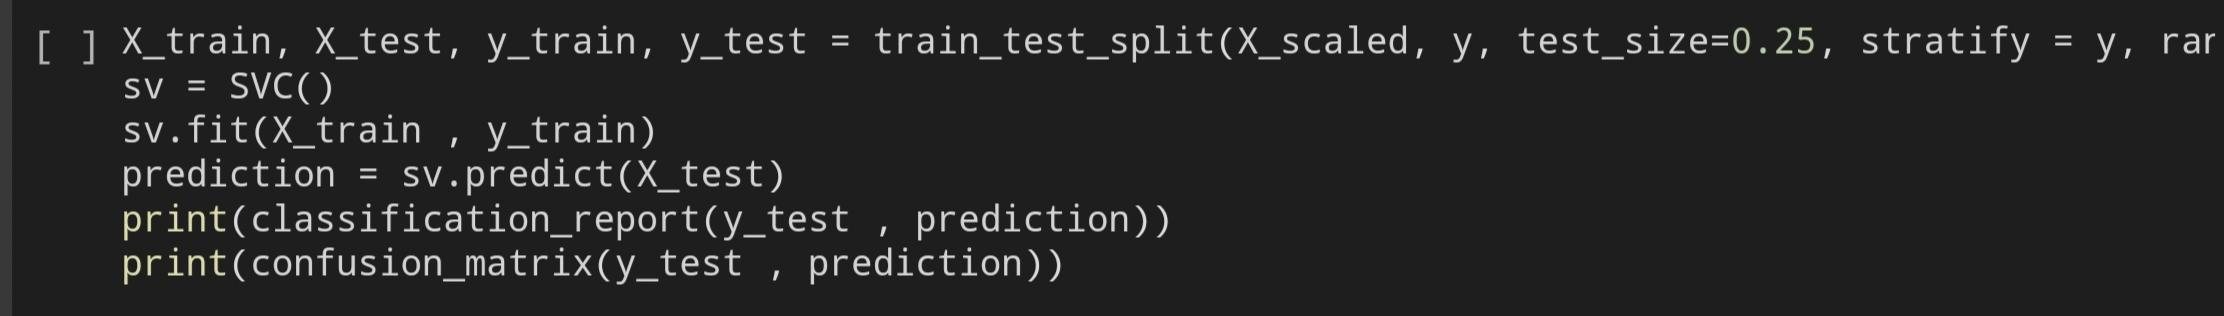 [ ] X_train, X_test, y_train, y_test = train_test_split(X_scaled, y, test_size=0.25, stratify = y, ran
sv = SVC()
sv.fit(X_train , y_train)
prediction = sv.predict(X_test)
print(classification_report(y_test , prediction))
print(confusion_matrix(y_test , prediction))